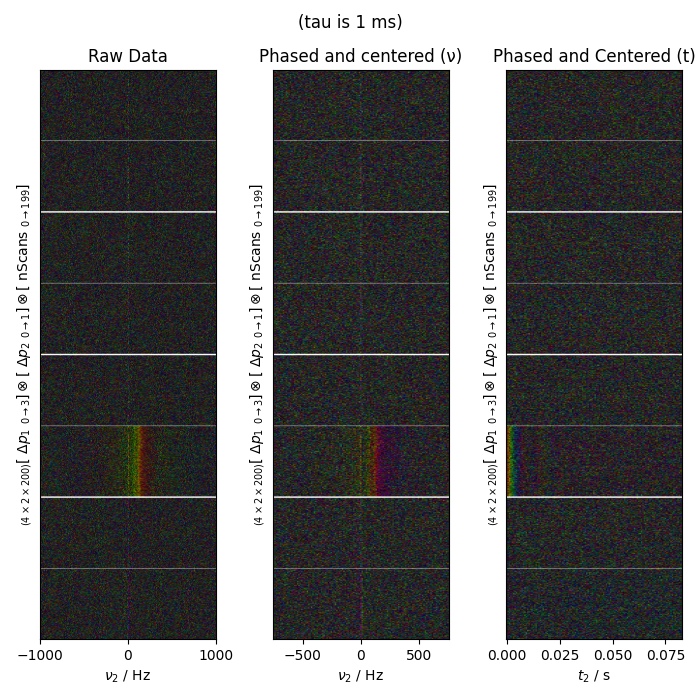 (tau is 1 ms)
Raw Data
Phased and centered (ν)
Phased and Centered (t)
(4×2×200)[ Δp1 0→3] ⊗ [ Δp2 0→1] ⊗ [ nScans 0→199]
(4×2×200)[ Δp1 0→3] ⊗ [ Δp2 0→1] ⊗ [ nScans 0→199]
(4×2×200)[ Δp1 0→3] ⊗ [ Δp2 0→1] ⊗ [ nScans 0→199]
−1000 0 1000
−500 0 500
0.000 0.025 0.050 0.075
ν2 / Hz
ν2 / Hz
t2 / s